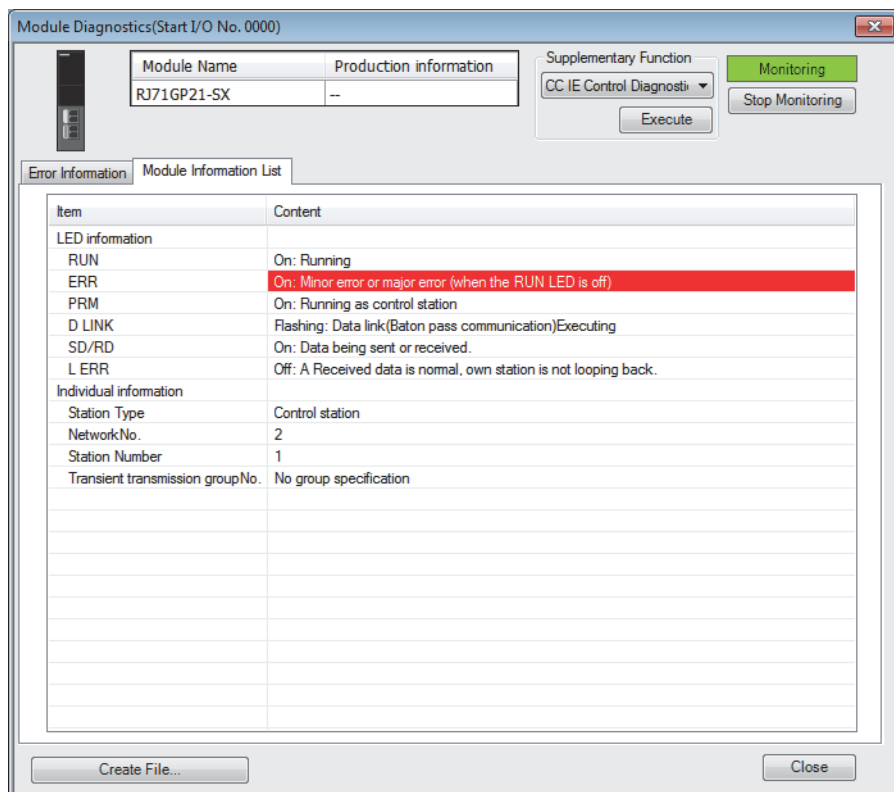 Module Diagnostics(Start I/O No. 0000)
Module Name Production information
RJ71GP21-SX --
Supplementary Function
CC IE Control Diagnosti
Execute
Monitoring
Stop Monitoring
Error Information Module Information List
Item Content
LED information
RUN On: Running
ERR On: Minor error or major error (when the RUN LED is off)
PRM On: Running as control station
D LINK Flashing: Data link(Baton pass communication)Executing
SD/RD On: Data being sent or received.
L ERR Off: A Received data is normal, own station is not looping back.
Individual information
Station Type Control station
NetworkNo. 2
Station Number 1
Transient transmission groupNo. No group specification
Create File... Close